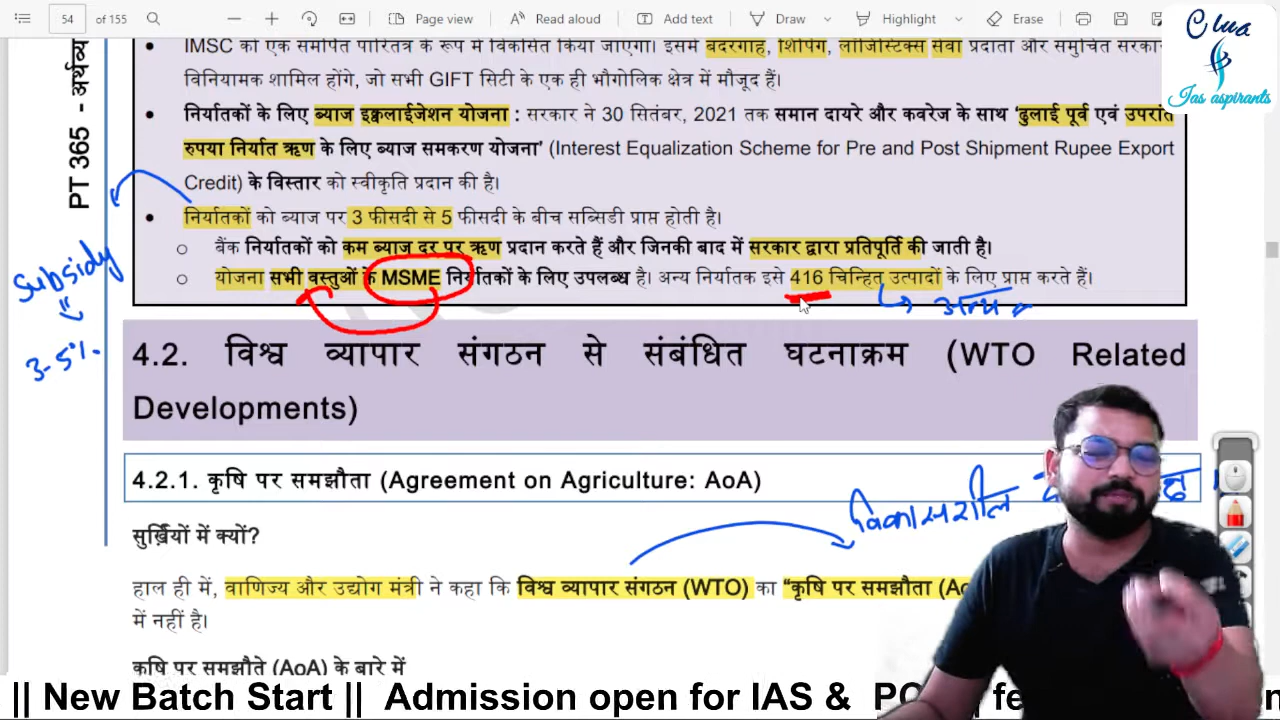 54 of 155
Page view
Read aloud
Add text
Draw
Highlight
Erase
Clwa
Ias aspirants
PT 365 - अर्थव्य
IMSC को एक समर्पित पारितंत्र के रूप में विकसित किया जाएगा। इसमें बंदरगाह, शिपिंग, लॉजिस्टिक्स सेवा प्रदाता और समुचित सरका
विनियामक शामिल होंगे, जो सभी GIFT सिटी के एक ही भौगोलिक क्षेत्र में मौजूद हैं।
• निर्यातकों के लिए ब्याज इक्वलाईजेशन योजना : सरकार ने 30 सितंबर, 2021 तक समान दायरे और कवरेज के साथ ‘ढुलाई पूर्व एवं उपरांत
रुपया निर्यात ऋण के लिए ब्याज समकरण योजना’ (Interest Equalization Scheme for Pre and Post Shipment Rupee Export
Credit) के विस्तार को स्वीकृति प्रदान की है।
• निर्यातकों को ब्याज पर 3 फीसदी से 5 फीसदी के बीच सब्सिडी प्राप्त होती है।
o बैंक निर्यातकों को कम ब्याज दर पर ऋण प्रदान करते हैं और जिनकी बाद में सरकार द्वारा प्रतिपूर्ति की जाती है।
o योजना सभी वस्तुओं के MSME निर्यातकों के लिए उपलब्ध है। अन्य निर्यातक इसे 416 चिन्हित उत्पादों के लिए प्राप्त करते हैं।
Subsidy
3-5%.
अन्य
4.2. विश्व व्यापार संगठन से संबंधित घटनाक्रम (WTO Related
Developments)
4.2.1. कृषि पर समझौता (Agreement on Agriculture: AoA)
विकासशील
सुर्ख़ियों में क्यों?
हाल ही में, वाणिज्य और उद्योग मंत्री ने कहा कि विश्व व्यापार संगठन (WTO) का “कृषि पर समझौता (Ao
में नहीं है।
कृषि पर समझौते (AoA) के बारे में
|| New Batch Start || Admission open for IAS & PC